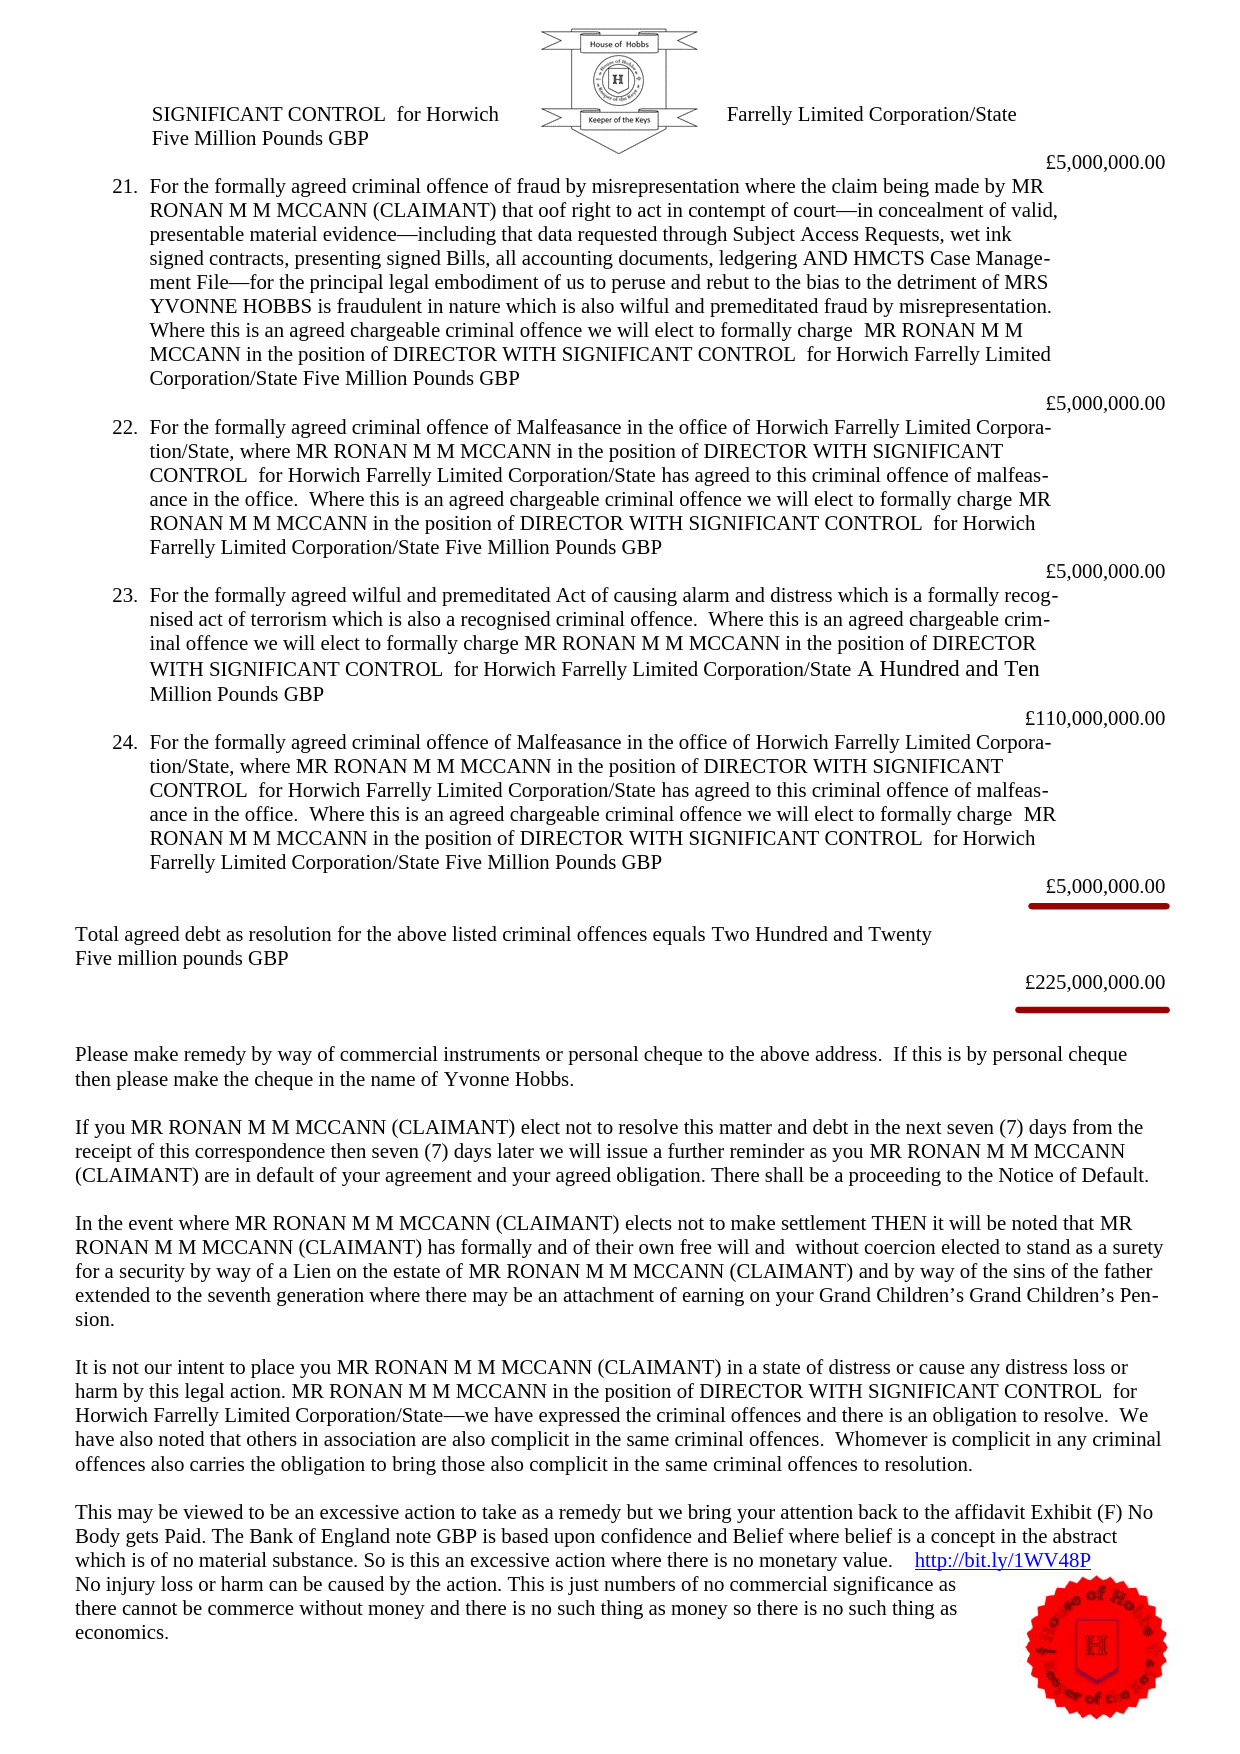 House of Hobbs
House of Hobbs
H
Keeper of the Keys
Keeper of the Keys
SIGNIFICANT CONTROL for Horwich Farrelly Limited Corporation/State
Five Million Pounds GBP
£5,000,000.00
21. For the formally agreed criminal offence of fraud by misrepresentation where the claim being made by MR
RONAN M M MCCANN (CLAIMANT) that oof right to act in contempt of court—in concealment of valid,
presentable material evidence—including that data requested through Subject Access Requests, wet ink
signed contracts, presenting signed Bills, all accounting documents, ledgering AND HMCTS Case Manage-
ment File—for the principal legal embodiment of us to peruse and rebut to the bias to the detriment of MRS
YVONNE HOBBS is fraudulent in nature which is also wilful and premeditated fraud by misrepresentation.
Where this is an agreed chargeable criminal offence we will elect to formally charge MR RONAN M M
MCCANN in the position of DIRECTOR WITH SIGNIFICANT CONTROL for Horwich Farrelly Limited
Corporation/State Five Million Pounds GBP
£5,000,000.00
22. For the formally agreed criminal offence of Malfeasance in the office of Horwich Farrelly Limited Corpora-
tion/State, where MR RONAN M M MCCANN in the position of DIRECTOR WITH SIGNIFICANT
CONTROL for Horwich Farrelly Limited Corporation/State has agreed to this criminal offence of malfeas-
ance in the office. Where this is an agreed chargeable criminal offence we will elect to formally charge MR
RONAN M M MCCANN in the position of DIRECTOR WITH SIGNIFICANT CONTROL for Horwich
Farrelly Limited Corporation/State Five Million Pounds GBP
£5,000,000.00
23. For the formally agreed wilful and premeditated Act of causing alarm and distress which is a formally recog-
nised act of terrorism which is also a recognised criminal offence. Where this is an agreed chargeable crim-
inal offence we will elect to formally charge MR RONAN M M MCCANN in the position of DIRECTOR
WITH SIGNIFICANT CONTROL for Horwich Farrelly Limited Corporation/State A Hundred and Ten
Million Pounds GBP
£110,000,000.00
24. For the formally agreed criminal offence of Malfeasance in the office of Horwich Farrelly Limited Corpora-
tion/State, where MR RONAN M M MCCANN in the position of DIRECTOR WITH SIGNIFICANT
CONTROL for Horwich Farrelly Limited Corporation/State has agreed to this criminal offence of malfeas-
ance in the office. Where this is an agreed chargeable criminal offence we will elect to formally charge MR
RONAN M M MCCANN in the position of DIRECTOR WITH SIGNIFICANT CONTROL for Horwich
Farrelly Limited Corporation/State Five Million Pounds GBP
£5,000,000.00
Total agreed debt as resolution for the above listed criminal offences equals Two Hundred and Twenty
Five million pounds GBP
£225,000,000.00
Please make remedy by way of commercial instruments or personal cheque to the above address. If this is by personal cheque
then please make the cheque in the name of Yvonne Hobbs.
If you MR RONAN M M MCCANN (CLAIMANT) elect not to resolve this matter and debt in the next seven (7) days from the
receipt of this correspondence then seven (7) days later we will issue a further reminder as you MR RONAN M M MCCANN
(CLAIMANT) are in default of your agreement and your agreed obligation. There shall be a proceeding to the Notice of Default.
In the event where MR RONAN M M MCCANN (CLAIMANT) elects not to make settlement THEN it will be noted that MR
RONAN M M MCCANN (CLAIMANT) has formally and of their own free will and without coercion elected to stand as a surety
for a security by way of a Lien on the estate of MR RONAN M M MCCANN (CLAIMANT) and by way of the sins of the father
extended to the seventh generation where there may be an attachment of earning on your Grand Children's Grand Children's Pen-
sion.
It is not our intent to place you MR RONAN M M MCCANN (CLAIMANT) in a state of distress or cause any distress loss or
harm by this legal action. MR RONAN M M MCCANN in the position of DIRECTOR WITH SIGNIFICANT CONTROL for
Horwich Farrelly Limited Corporation/State—we have expressed the criminal offences and there is an obligation to resolve. We
have also noted that others in association are also complicit in the same criminal offences. Whomever is complicit in any criminal
offences also carries the obligation to bring those also complicit in the same criminal offences to resolution.
This may be viewed to be an excessive action to take as a remedy but we bring your attention back to the affidavit Exhibit (F) No
Body gets Paid. The Bank of England note GBP is based upon confidence and Belief where belief is a concept in the abstract
which is of no material substance. So is this an excessive action where there is no monetary value. http://bit.ly/1WV48P
No injury loss or harm can be caused by the action. This is just numbers of no commercial significance as
there cannot be commerce without money and there is no such thing as money so there is no such thing as
economics.
House of Hobbs
H
Keeper of the Keys